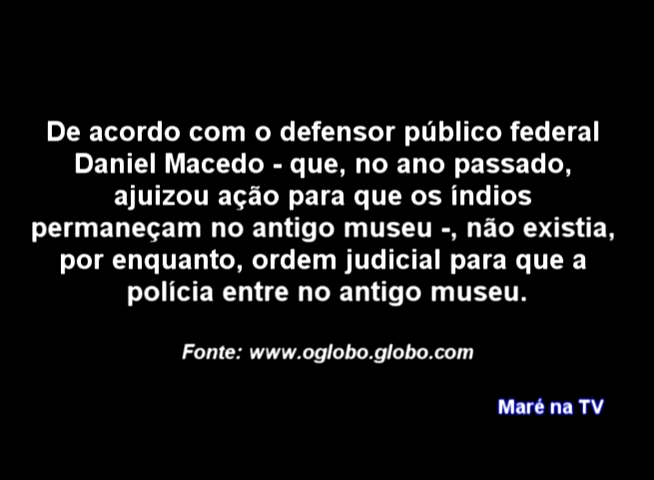 De acordo com o defensor público federal
Daniel Macedo - que, no ano passado,
ajuizou ação para que os índios
permaneçam no antigo museu -, não existia,
por enquanto, ordem judicial para que a
polícia entre no antigo museu.
Fonte: www.oglobo.globo.com
Maré na TV